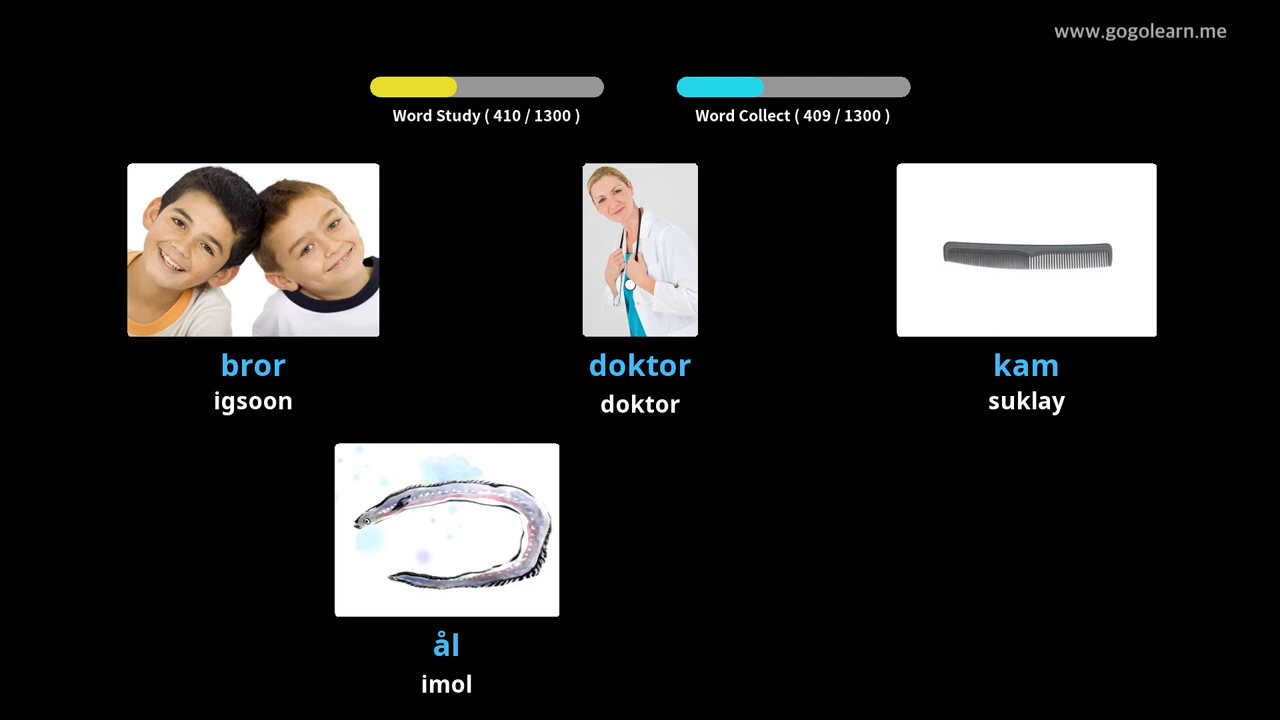 www.gogolearn.me
Word Study ( 410 / 1300 )
Word Collect ( 409 / 1300 )
bror
igsoon
doktor
doktor
kam
suklay
ål
imol